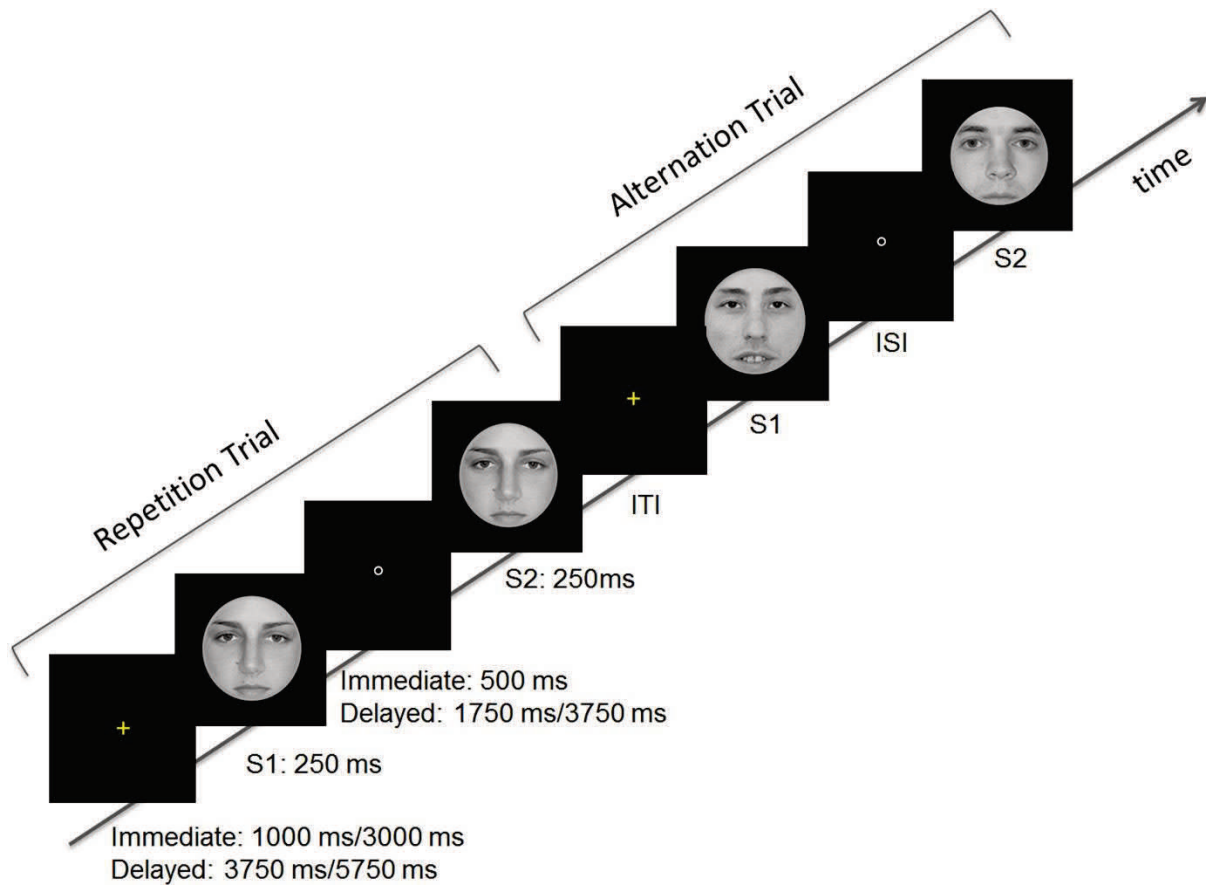 Alternation Trial
time
S2
ISI
S1
Repetition Trial
ITI
S2: 250ms
Immediate: 500 ms
Delayed: 1750 ms/3750 ms
S1: 250 ms
Immediate: 1000 ms/3000 ms
Delayed: 3750 ms/5750 ms